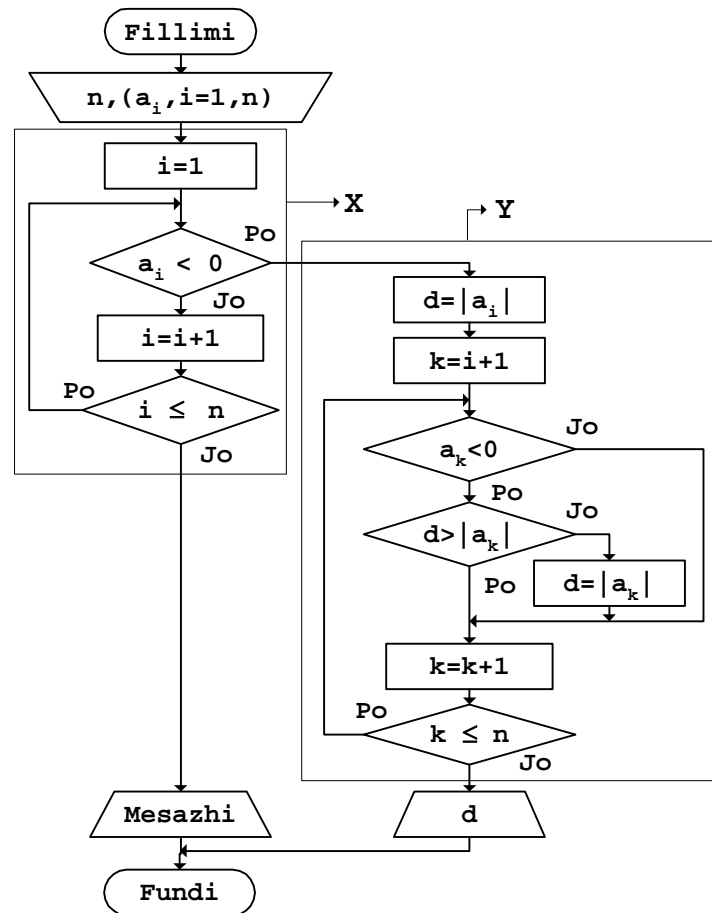 Fillimi
n,(aᵢ,i=1,n)
i=1
X
aᵢ < 0
Po
Jo
i=i+1
i ≤ n
Po
Jo
Y
d=|aᵢ|
k=i+1
aₖ<0
Jo
Po
d>|aₖ|
Jo
Po
d=|aₖ|
k=k+1
k ≤ n
Po
Jo
Mesazhi
d
Fundi